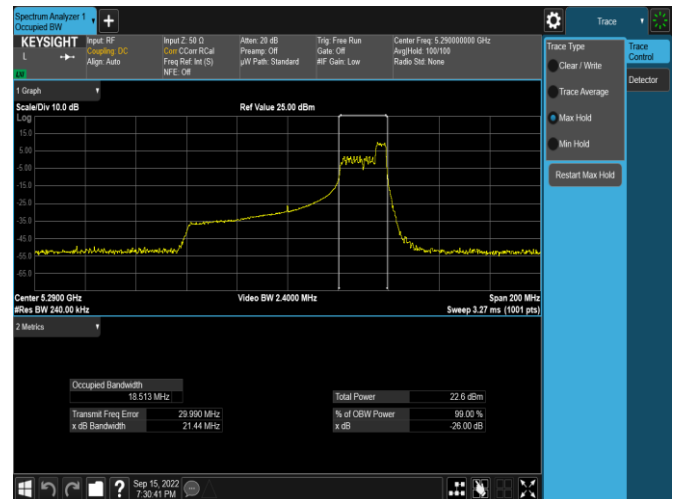 Spectrum Analyzer 1
Occupied BW
KEYSIGHT
L
LU
Input: RF
Coupling: DC
Align: Auto
Input Z: 50 Ω
Corr CCorr RCal
Freq Ref: Int (S)
NFE: Off
Atten: 20 dB
Preamp: Off
µW Path: Standard
Trig: Free Run
Gate: Off
#IF Gain: Low
Center Freq: 5.290000000 GHz
Avg|Hold: 100/100
Radio Std: None
1 Graph
Scale/Div 10.0 dB
Ref Value 25.00 dBm
Log
15.0
5.00
-5.00
-15.0
-25.0
-35.0
-45.0
-55.0
-65.0
Center 5.2900 GHz
#Res BW 240.00 kHz
Video BW 2.4000 MHz
Span 200 MHz
Sweep 3.27 ms (1001 pts)
2 Metrics
Occupied Bandwidth
18.513 MHz
Transmit Freq Error 29.990 MHz
x dB Bandwidth 21.44 MHz
Total Power 22.6 dBm
% of OBW Power 99.00 %
x dB -26.00 dB
Sep 15, 2022
7:30:41 PM
Trace
Trace Type
Clear / Write
Trace Average
Max Hold
Min Hold
Restart Max Hold
Trace
Control
Detector